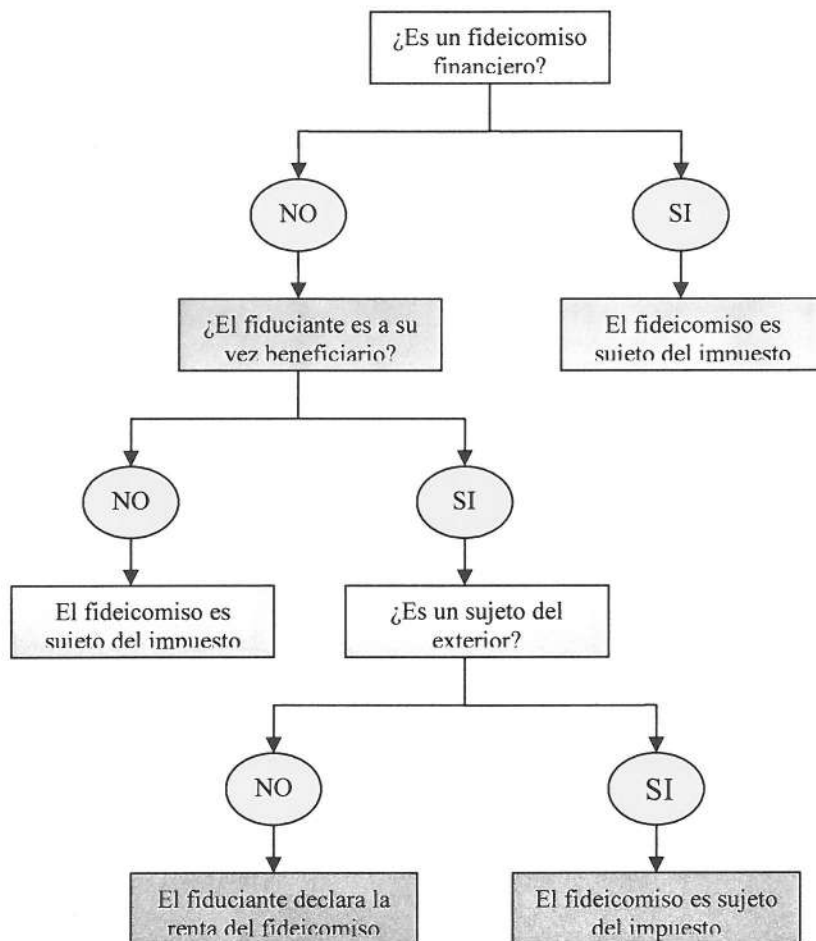 ¿Es un fideicomiso
financiero?
NO
SI
¿El fiduciante es a su
vez beneficiario?
El fideicomiso es
sujeto del impuesto
NO
SI
El fideicomiso es
sujeto del impuesto
¿Es un sujeto del
exterior?
NO
SI
El fiduciante declara la
renta del fideicomiso
El fideicomiso es sujeto
del impuesto